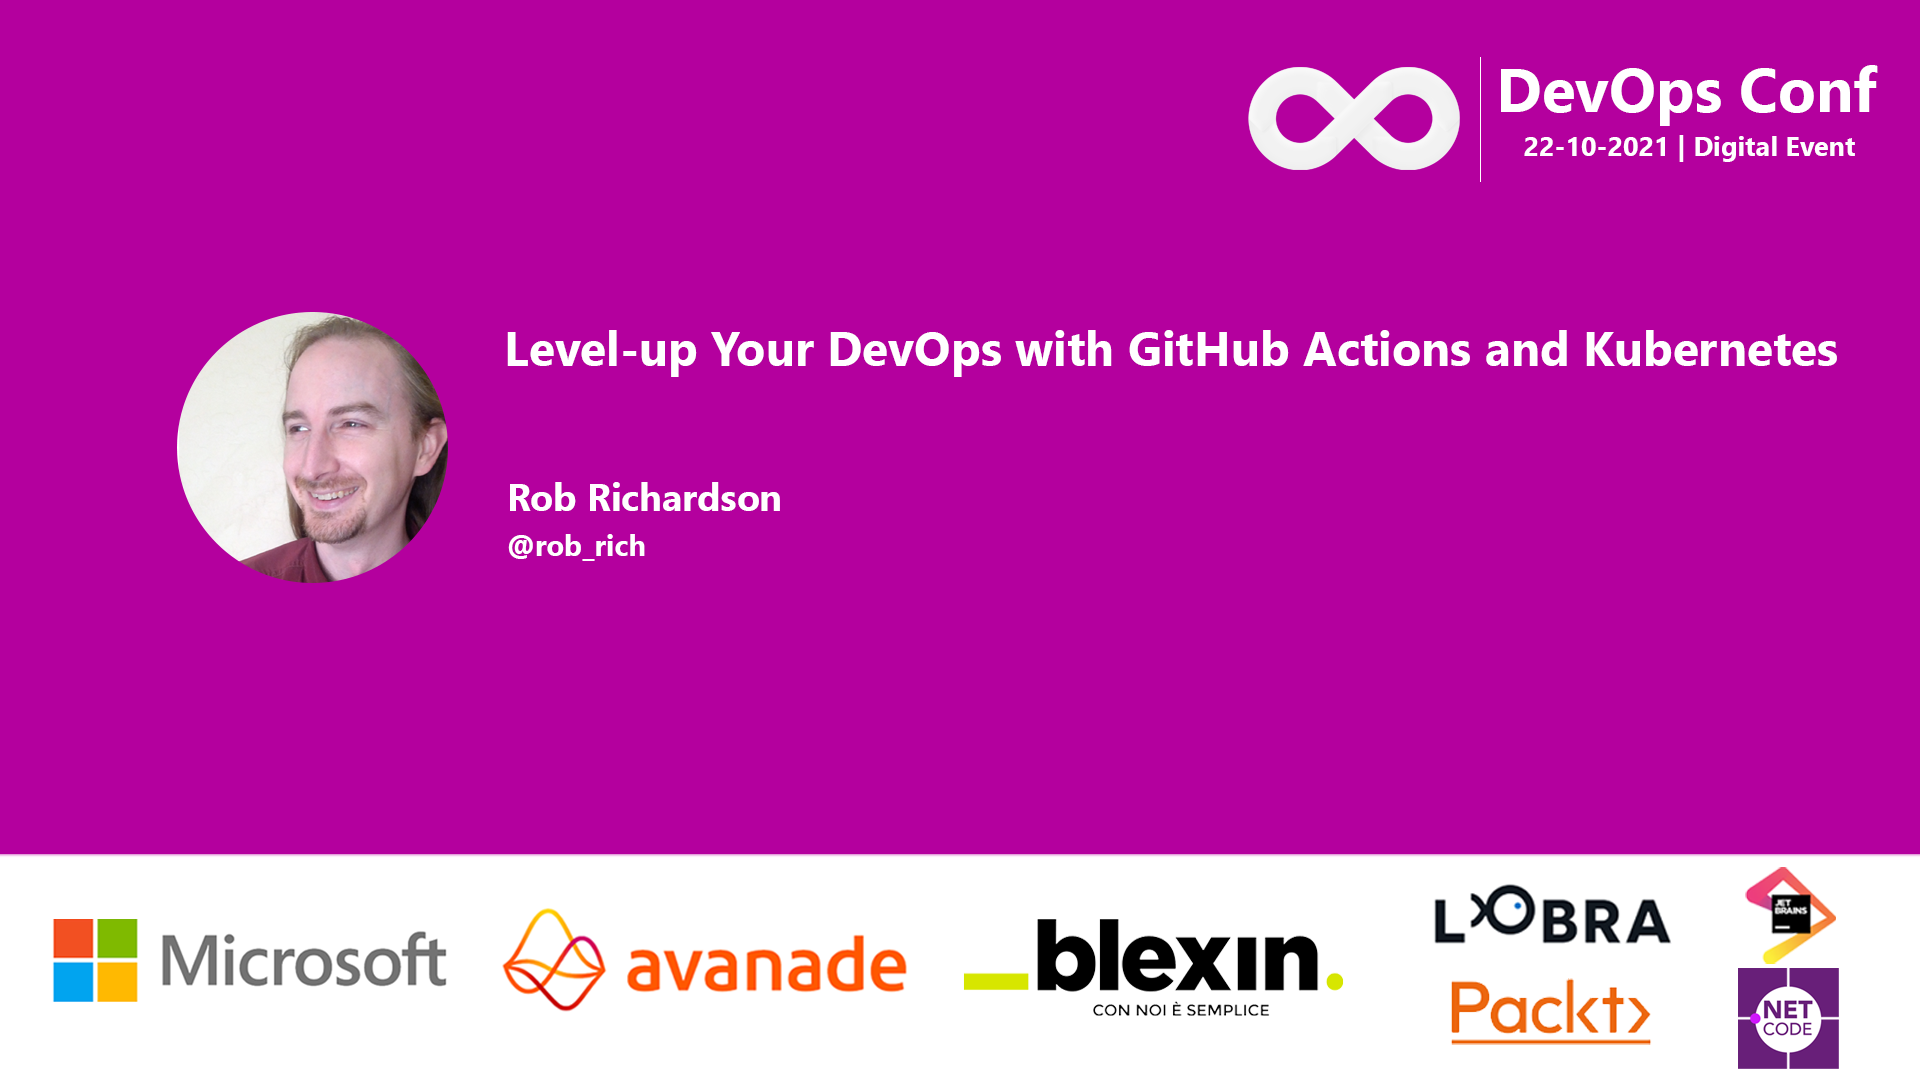 DevOps Conf
22-10-2021 | Digital Event
Level-up Your DevOps with GitHub Actions and Kubernetes
Rob Richardson
@rob_rich
Microsoft
avanade
blexin.
CON NOI È SEMPLICE
LOBRA
JET
BRAINS
Packt>
.NET
CODE